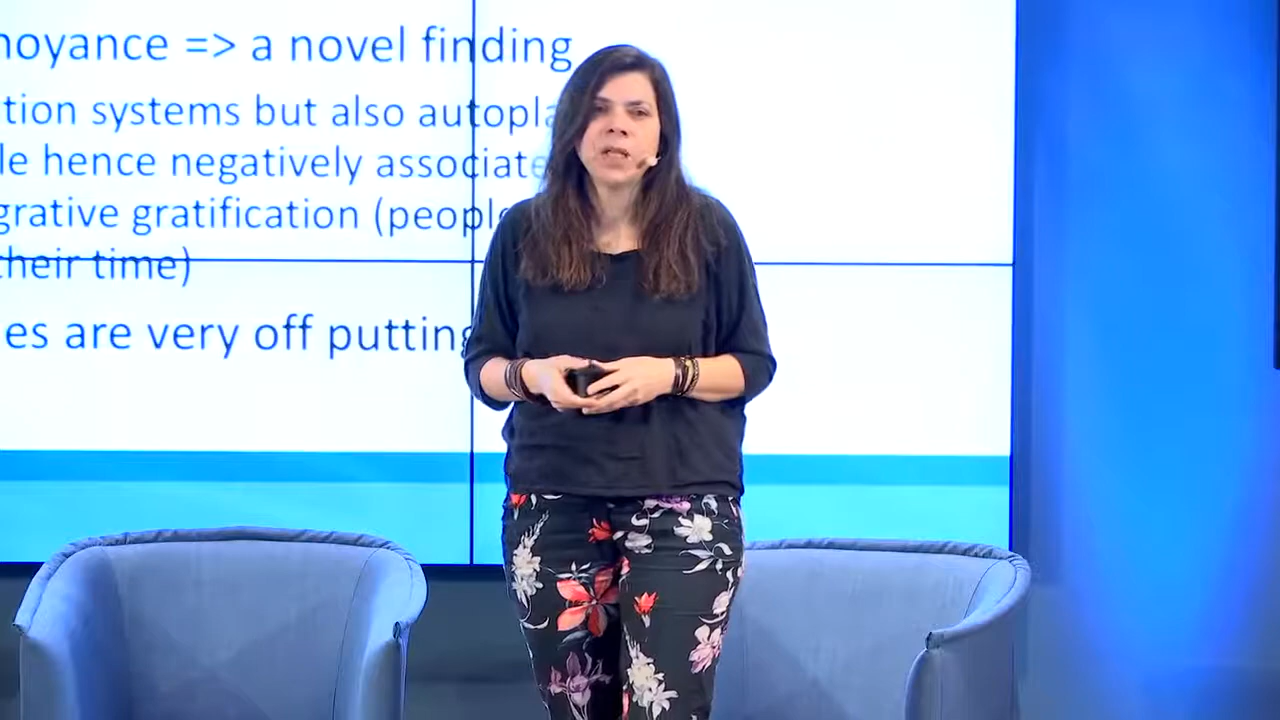 noyance => a novel finding
tion systems but also autopla
le hence negatively associate
grative gratification (people
their time)
es are very off putting